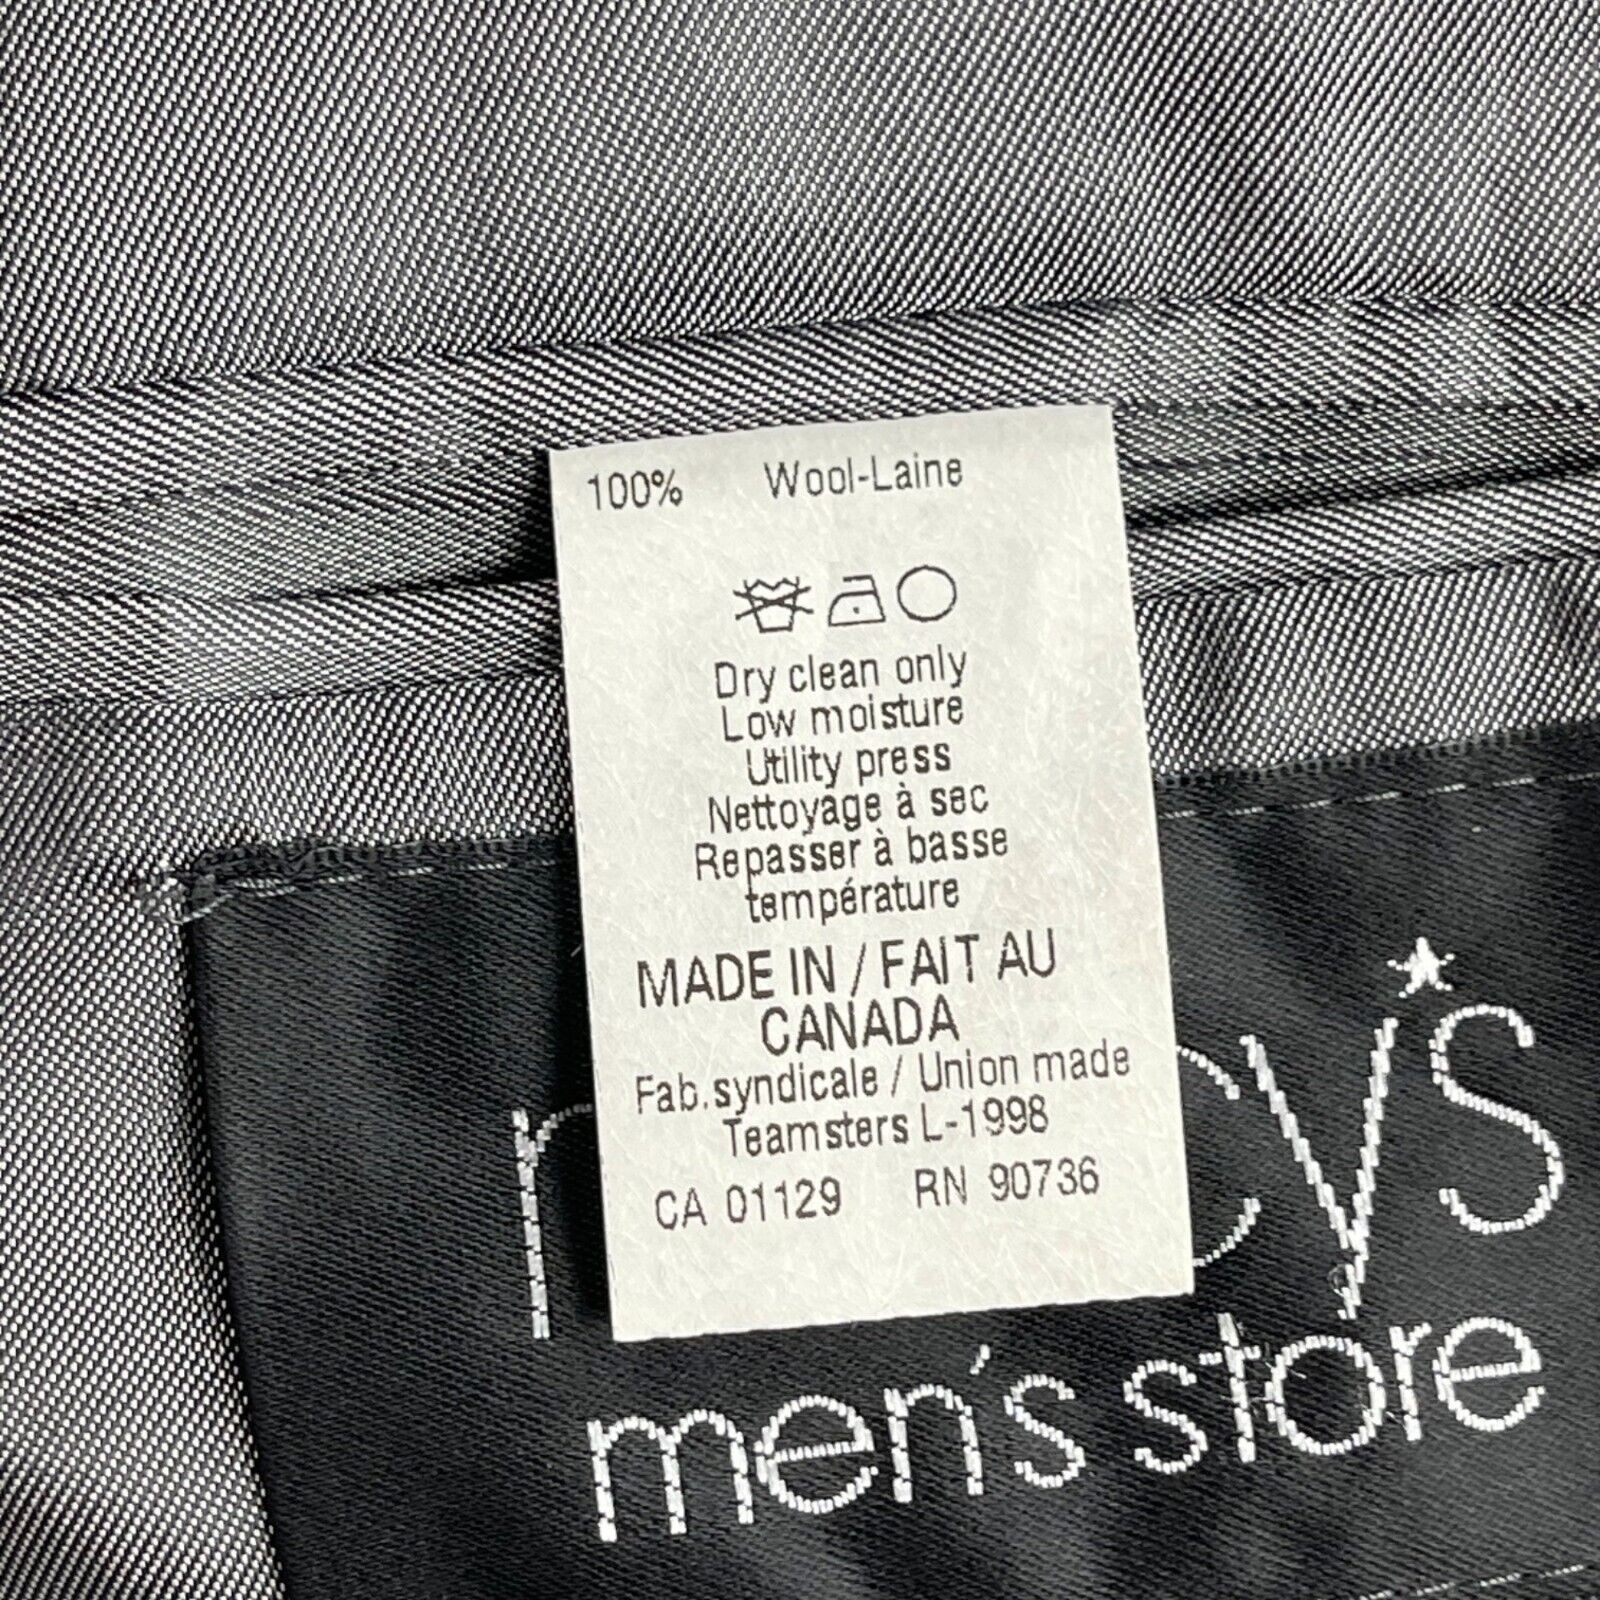 100% Wool-Laine
Dry clean only
Low moisture
Utility press
Nettoyage à sec
Repasser à basse
température
MADE IN / FAIT AU
CANADA
Fab.syndicale / Union made
Teamsters L-1998
CA 01129 RN 90736
men's store